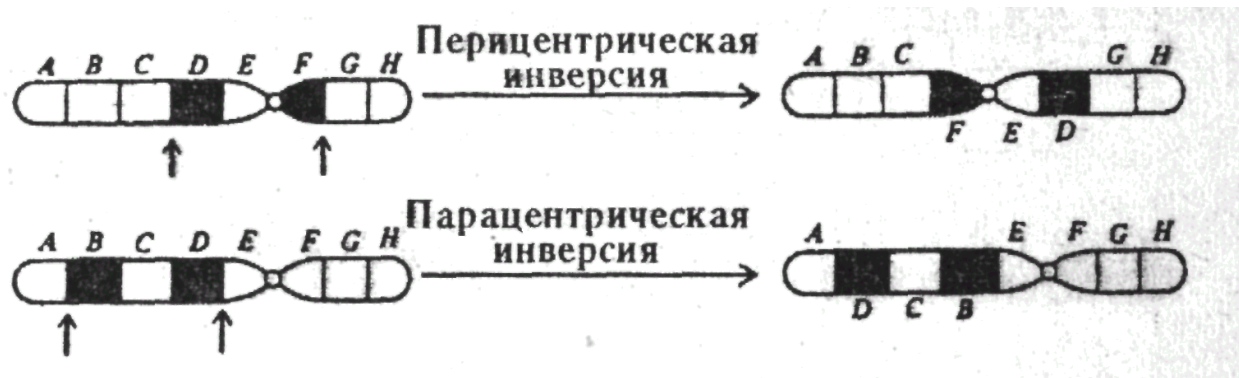 A B C D E F G H
Перицентрическая
инверсия
A B C G H
F E D
A B C D E F G H
Парацентрическая
инверсия
A E F G H
D C B